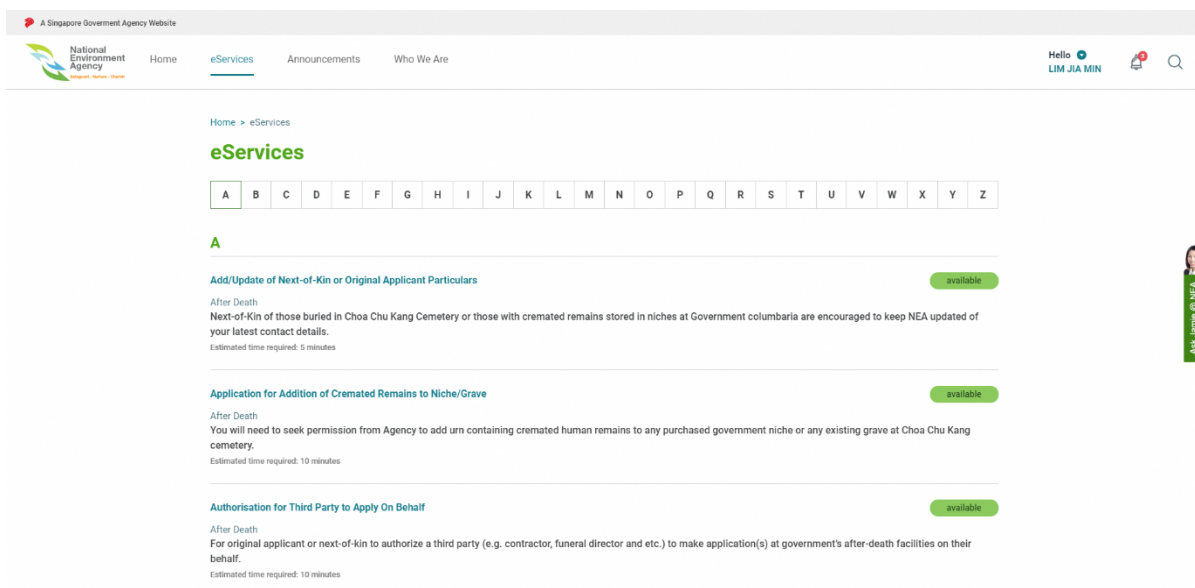 A Singapore Goverment Agency Website
National
Environment
Agency
Safeguard • Nurture • Cherish
Home
eServices
Announcements
Who We Are
Hello
LIM JIA MIN
3
Home > eServices
eServices
A B C D E F G H I J K L M N O P Q R S T U V W X Y Z
A
Add/Update of Next-of-Kin or Original Applicant Particulars
available
After Death
Next-of-Kin of those buried in Choa Chu Kang Cemetery or those with cremated remains stored in niches at Government columbaria are encouraged to keep NEA updated of
your latest contact details.
Estimated time required: 5 minutes
Application for Addition of Cremated Remains to Niche/Grave
available
After Death
You will need to seek permission from Agency to add urn containing cremated human remains to any purchased government niche or any existing grave at Choa Chu Kang
cemetery.
Estimated time required: 10 minutes
Authorisation for Third Party to Apply On Behalf
available
After Death
For original applicant or next-of-kin to authorize a third party (e.g. contractor, funeral director and etc.) to make application(s) at government's after-death facilities on their
behalf.
Estimated time required: 10 minutes
Ask Jamie @ NEA